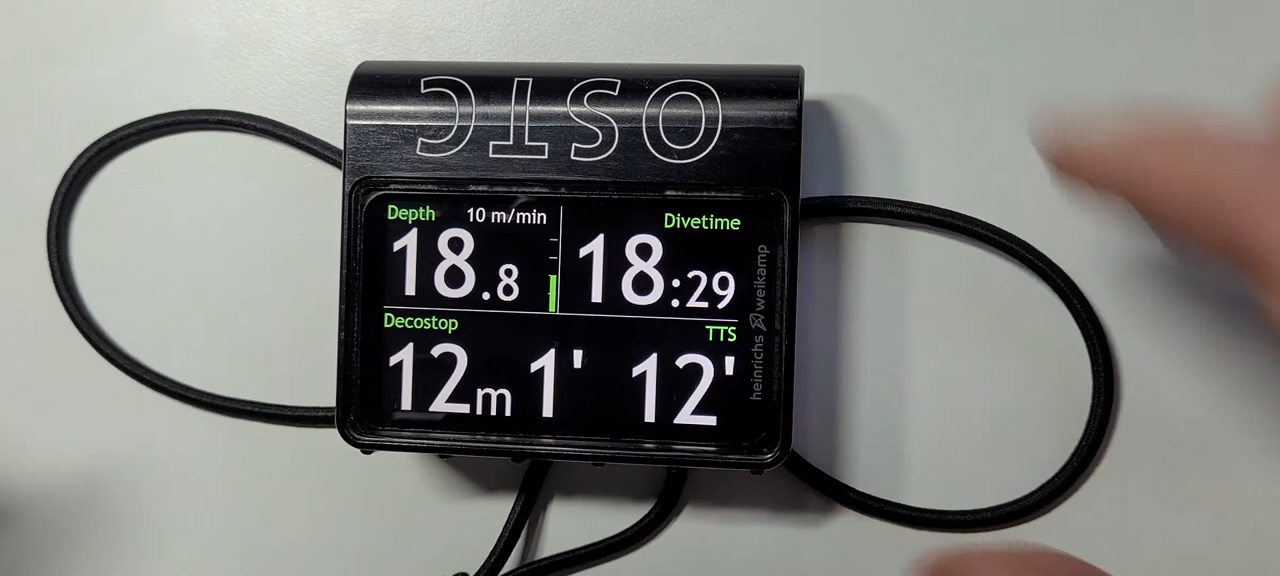 OSTC
Depth 10 m/min Divetime
18.8 18:29
Decostop TTS
12m 1' 12'
heinrichs weikamp